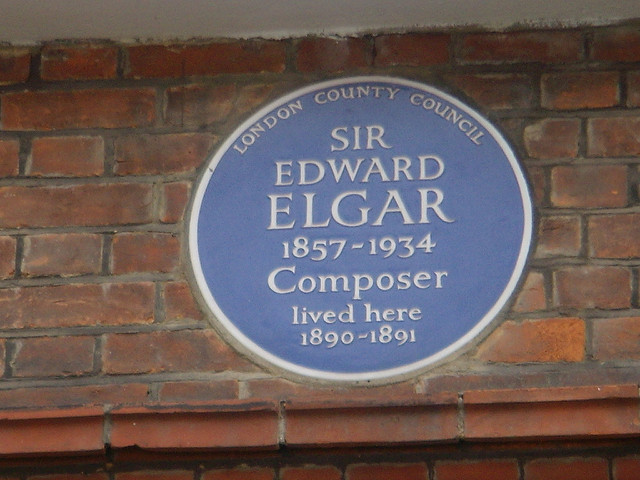 LONDON COUNTY COUNCIL
SIR
EDWARD
ELGAR
1857-1934
Composer
lived here
1890-1891